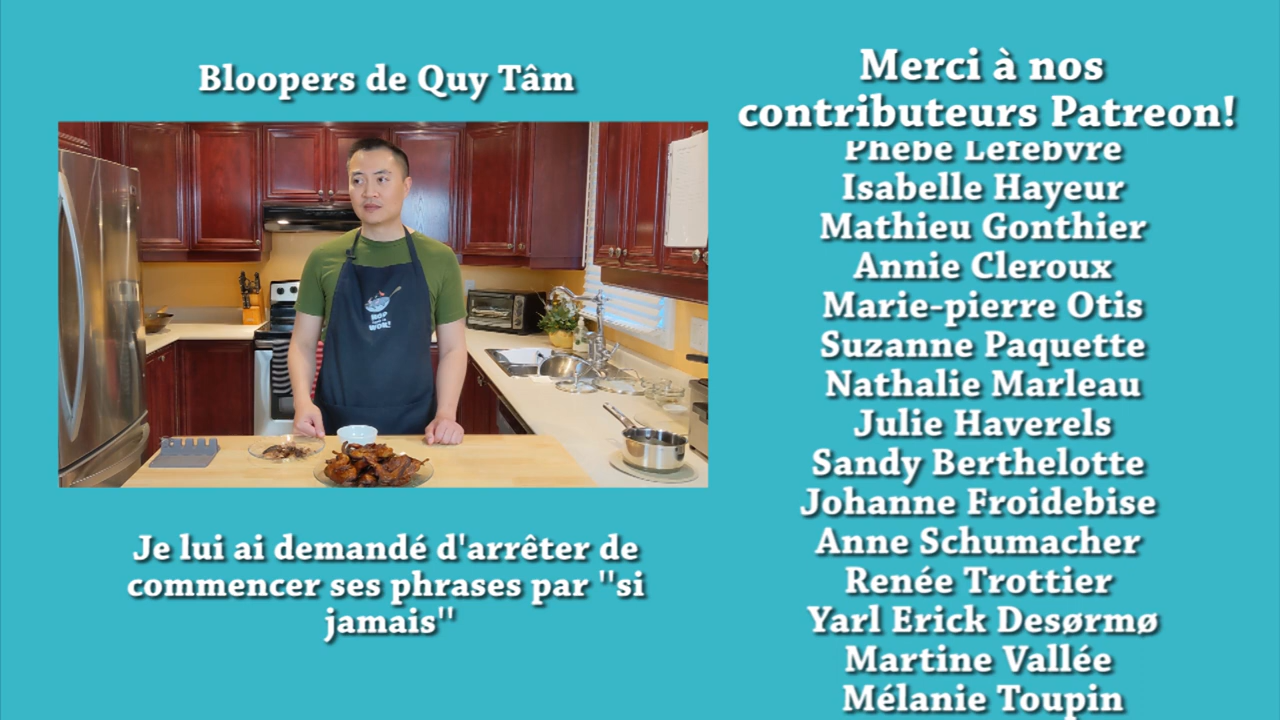 Bloopers de Quy Tâm
Je lui ai demandé d'arrêter de
commencer ses phrases par "si
jamais"
Merci à nos
contributeurs Patreon!
Phebe Lefebvre
Isabelle Hayeur
Mathieu Gonthier
Annie Cleroux
Marie-pierre Otis
Suzanne Paquette
Nathalie Marleau
Julie Haverels
Sandy Berthelotte
Johanne Froidebise
Anne Schumacher
Renée Trottier
Yarl Erick Desørmø
Martine Vallée
Mélanie Toupin